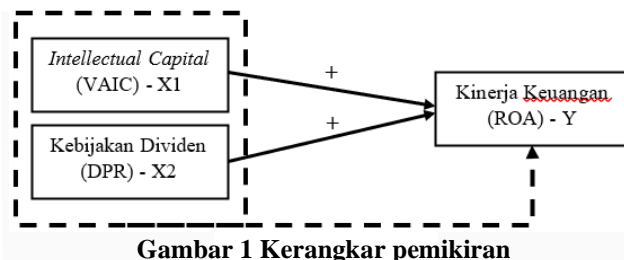 Intellectual Capital
(VAIC) - X1
+
Kinerja Keuangan
(ROA) - Y
+
Kebijakan Dividen
(DPR) - X2
Gambar 1 Kerangkar pemikiran